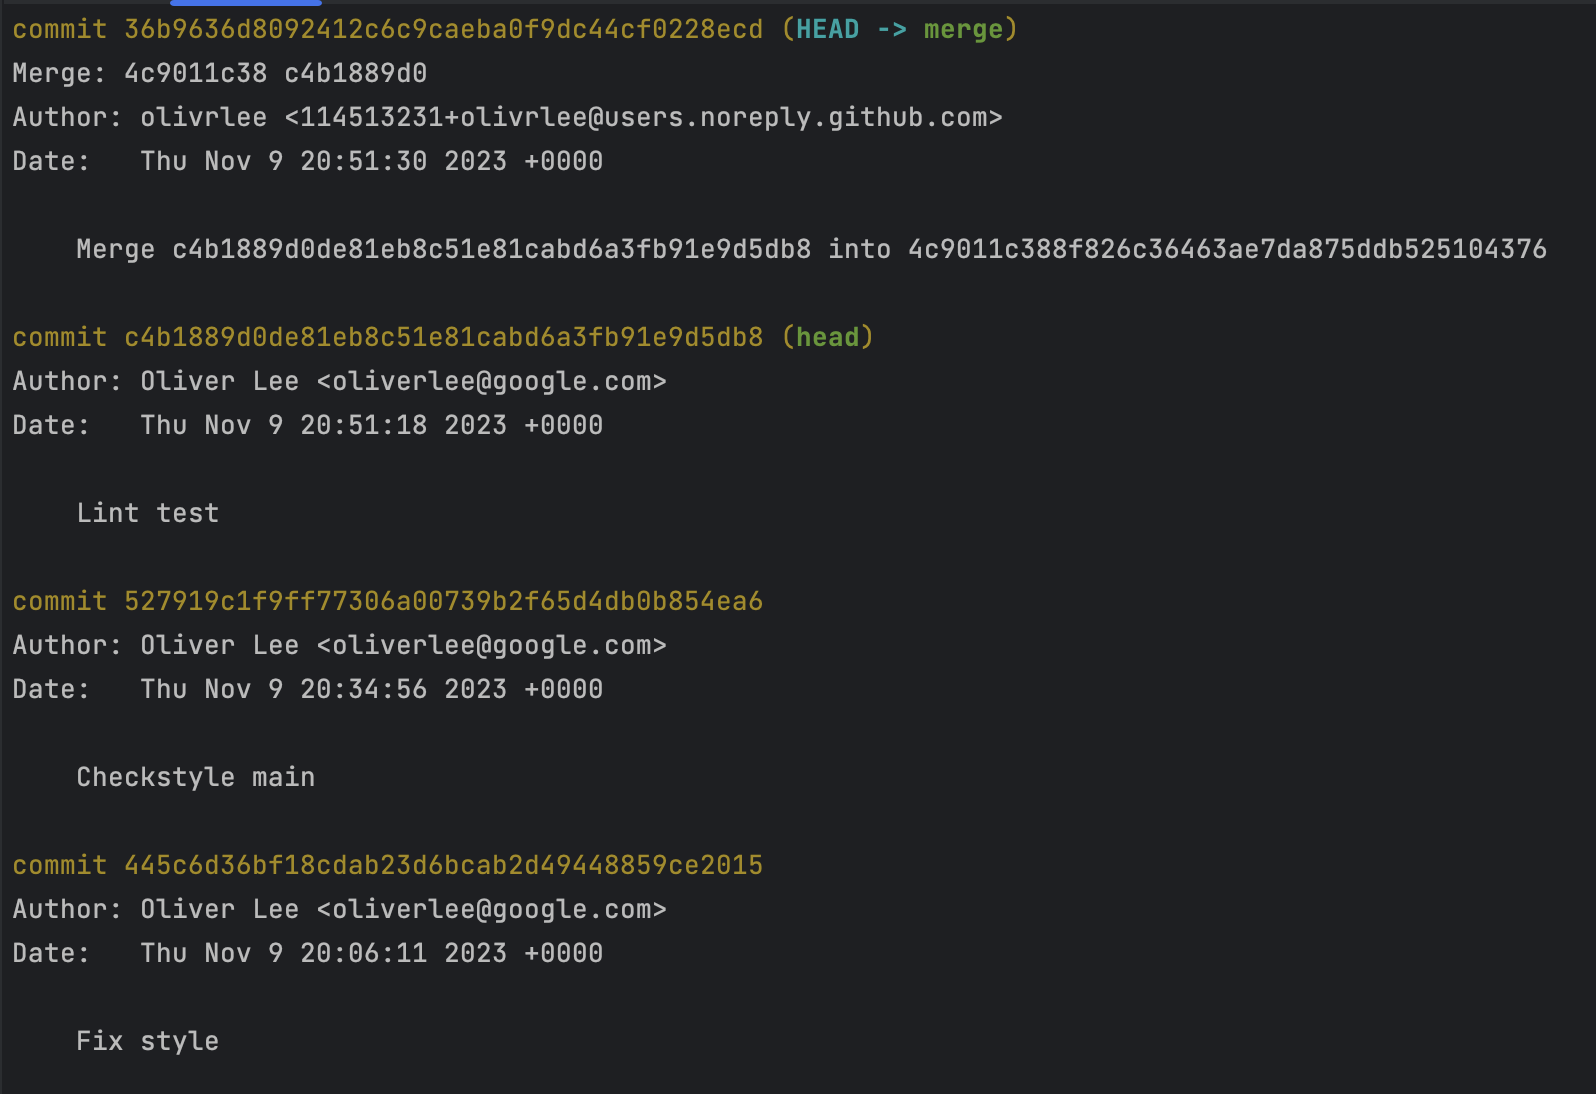 commit 36b9636d8092412c6c9caeba0f9dc44cf0228ecd (HEAD -> merge)
Merge: 4c9011c38 c4b1889d0
Author: olivrlee <114513231+olivrlee@users.noreply.github.com>
Date:   Thu Nov 9 20:51:30 2023 +0000
    Merge c4b1889d0de81eb8c51e81cabd6a3fb91e9d5db8 into 4c9011c388f826c36463ae7da875ddb525104376
commit c4b1889d0de81eb8c51e81cabd6a3fb91e9d5db8 (head)
Author: Oliver Lee <oliverlee@google.com>
Date:   Thu Nov 9 20:51:18 2023 +0000
    Lint test
commit 527919c1f9ff77306a00739b2f65d4db0b854ea6
Author: Oliver Lee <oliverlee@google.com>
Date:   Thu Nov 9 20:34:56 2023 +0000
    Checkstyle main
commit 445c6d36bf18cdab23d6bcab2d49448859ce2015
Author: Oliver Lee <oliverlee@google.com>
Date:   Thu Nov 9 20:06:11 2023 +0000
    Fix style